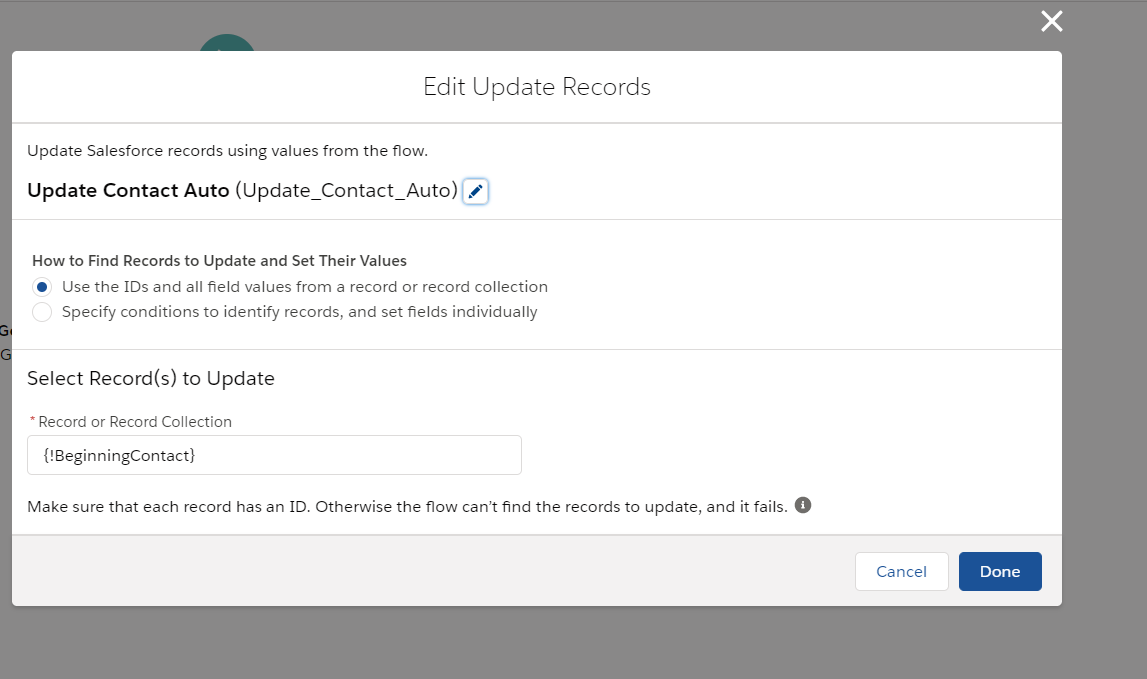 Edit Update Records
Update Salesforce records using values from the flow.
Update Contact Auto (Update_Contact_Auto)
How to Find Records to Update and Set Their Values
Use the IDs and all field values from a record or record collection
Specify conditions to identify records, and set fields individually
Select Record(s) to Update
* Record or Record Collection
{!BeginningContact}
Make sure that each record has an ID. Otherwise the flow can't find the records to update, and it fails.
Cancel
Done